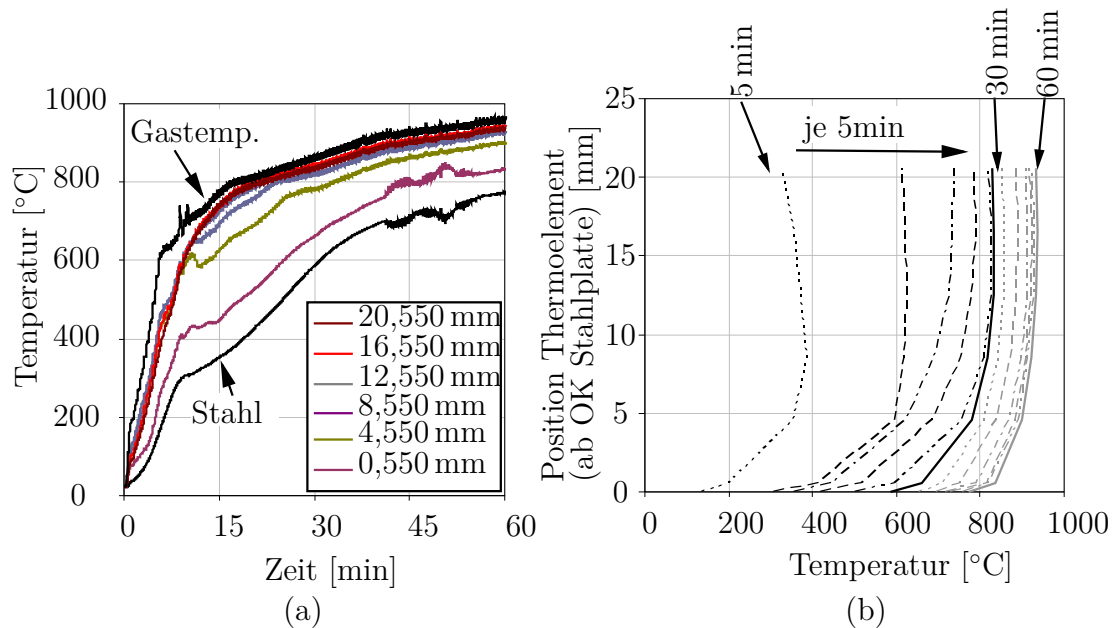 1000
800
600
400
200
0
Temperatur [°C]
Gastemp.
Stahl
20,550 mm
16,550 mm
12,550 mm
8,550 mm
4,550 mm
0,550 mm
0 15 30 45 60
Zeit [min]
(a)
5 min
30 min
60 min
je 5min
25
20
15
10
5
0
Position Thermoelement
(ab OK Stahlplatte) [mm]
0 200 400 600 800 1000
Temperatur [°C]
(b)